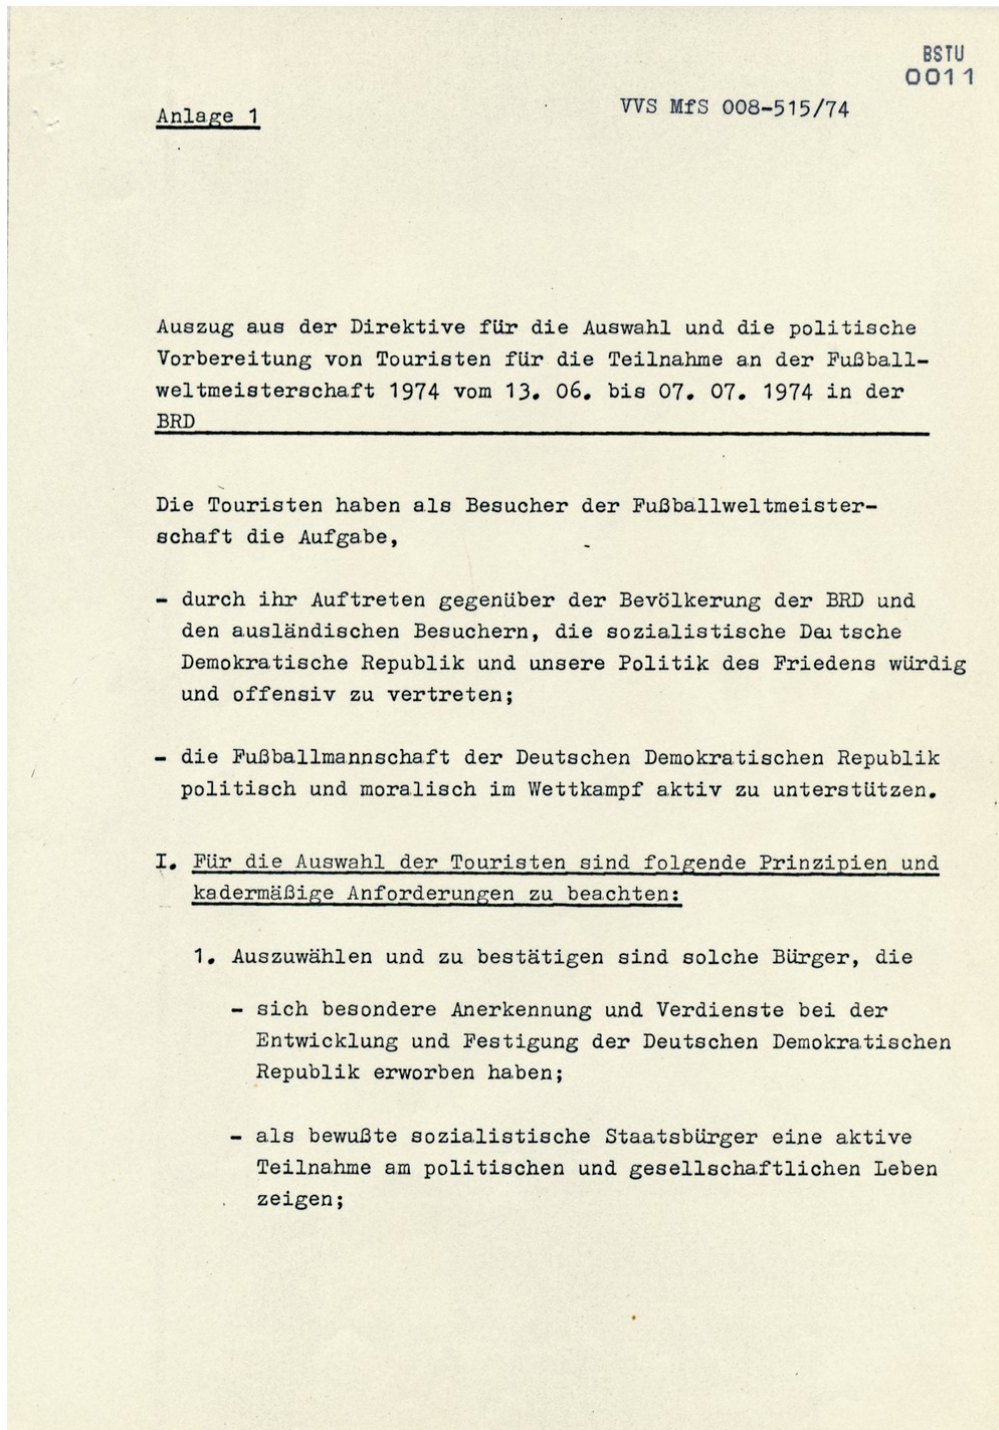 BSTU
0011
Anlage 1
VVS MfS 008-515/74
Auszug aus der Direktive für die Auswahl und die politische
Vorbereitung von Touristen für die Teilnahme an der Fußball-
weltmeisterschaft 1974 vom 13. 06. bis 07. 07. 1974 in der
BRD
Die Touristen haben als Besucher der Fußballweltmeister-
schaft die Aufgabe,
- durch ihr Auftreten gegenüber der Bevölkerung der BRD und
den ausländischen Besuchern, die sozialistische Deutsche
Demokratische Republik und unsere Politik des Friedens würdig
und offensiv zu vertreten;
- die Fußballmannschaft der Deutschen Demokratischen Republik
politisch und moralisch im Wettkampf aktiv zu unterstützen.
I. Für die Auswahl der Touristen sind folgende Prinzipien und
kadermäßige Anforderungen zu beachten:
1. Auszuwählen und zu bestätigen sind solche Bürger, die
- sich besondere Anerkennung und Verdienste bei der
Entwicklung und Festigung der Deutschen Demokratischen
Republik erworben haben;
- als bewußte sozialistische Staatsbürger eine aktive
Teilnahme am politischen und gesellschaftlichen Leben
zeigen;